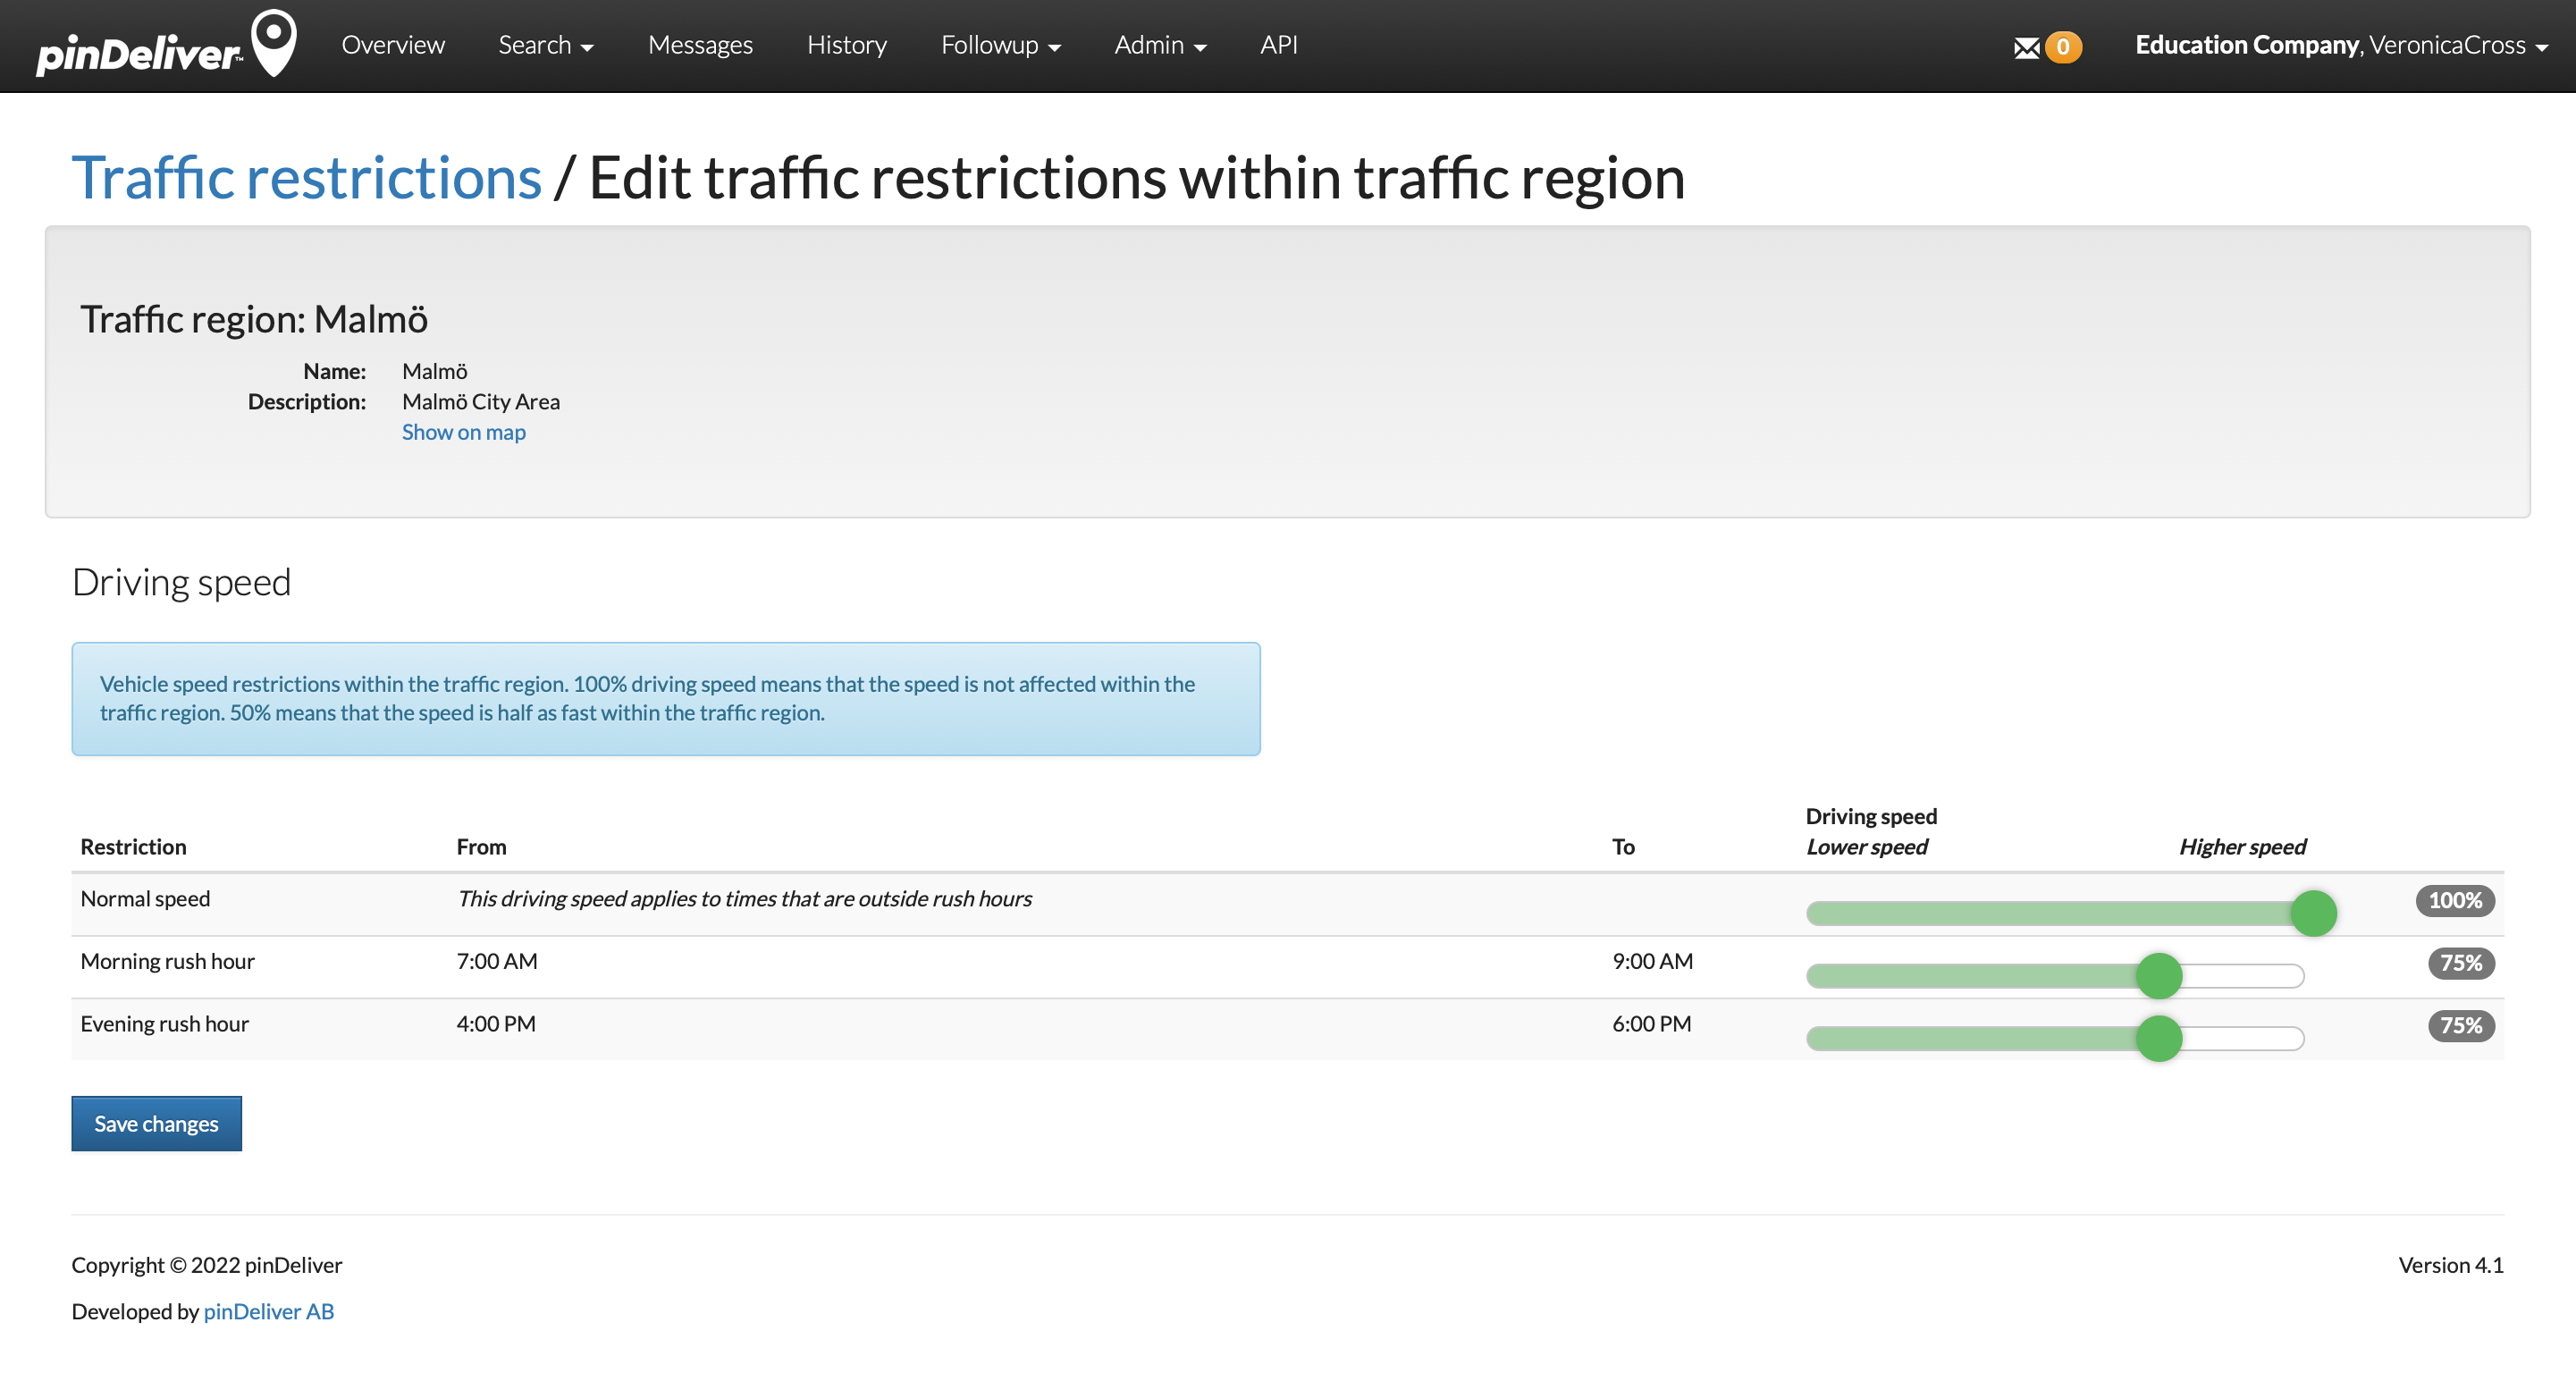 pinDeliver™ Overview Search Messages History Followup Admin API 0 Education Company, VeronicaCross
Traffic restrictions / Edit traffic restrictions within traffic region
Traffic region: Malmö
Name: Malmö
Description: Malmö City Area
Show on map
Driving speed
Vehicle speed restrictions within the traffic region. 100% driving speed means that the speed is not affected within the
traffic region. 50% means that the speed is half as fast within the traffic region.
Driving speed
Restriction From To Lower speed Higher speed
Normal speed This driving speed applies to times that are outside rush hours 100%
Morning rush hour 7:00 AM 9:00 AM 75%
Evening rush hour 4:00 PM 6:00 PM 75%
Save changes
Copyright © 2022 pinDeliver Version 4.1
Developed by pinDeliver AB